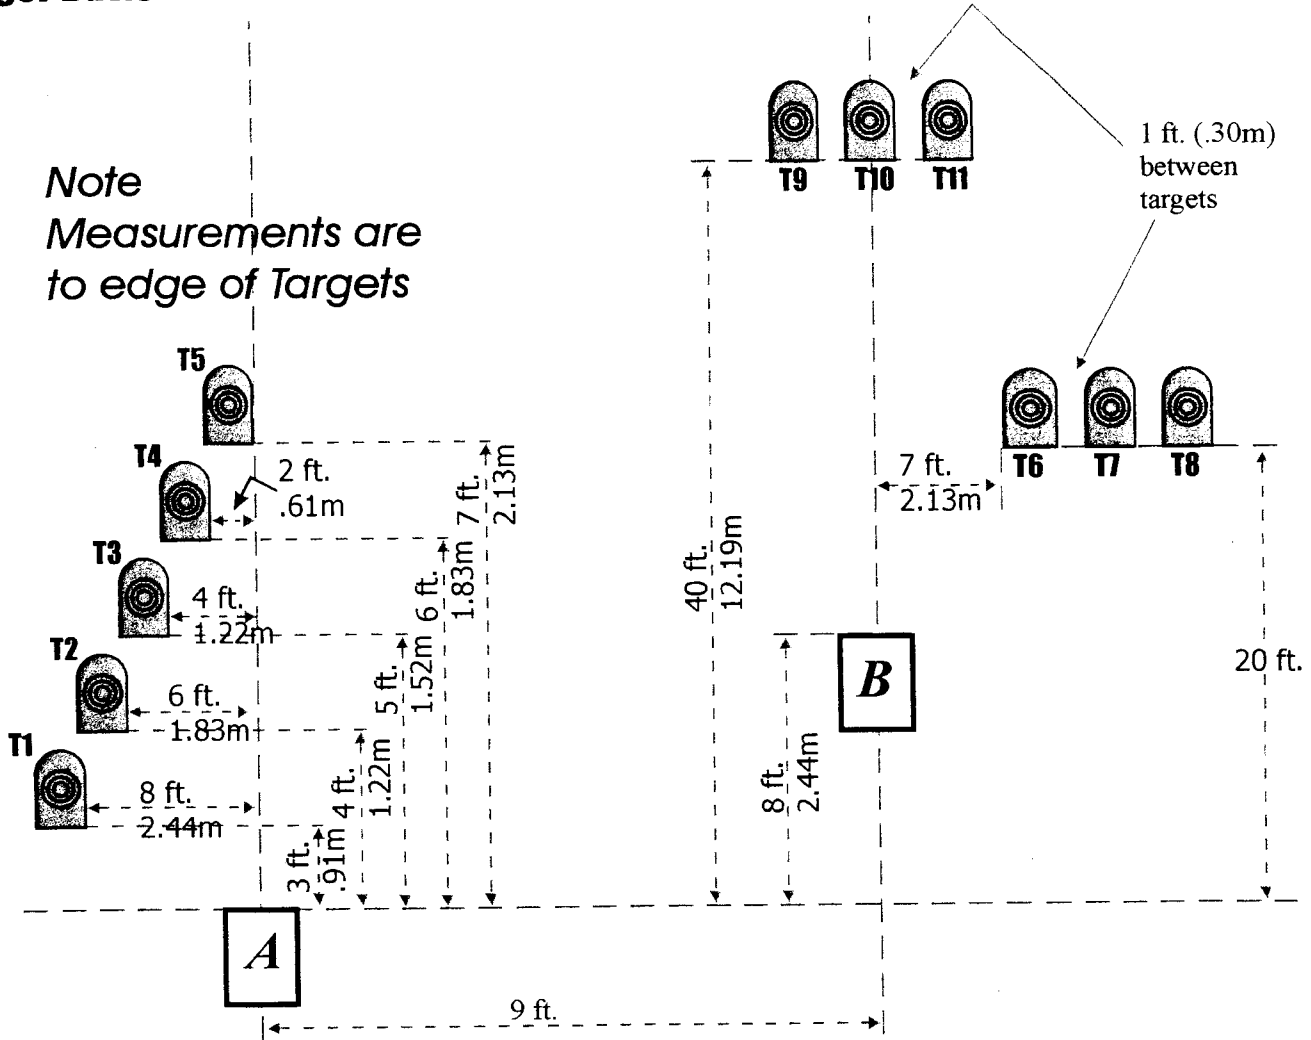 Note
Measurements are
to edge of Targets
T9
T10
T11
1 ft. (.30m)
between
targets
T5
T4
2 ft.
.61m
T3
4 ft.
1.22m
T2
6 ft.
1.83m
T1
8 ft.
2.44m
3 ft.
.91m
4 ft.
1.22m
5 ft.
1.52m
6 ft.
1.83m
7 ft.
2.13m
40 ft.
12.19m
8 ft.
2.44m
7 ft.
2.13m
T6
T7
T8
20 ft.
B
A
9 ft.